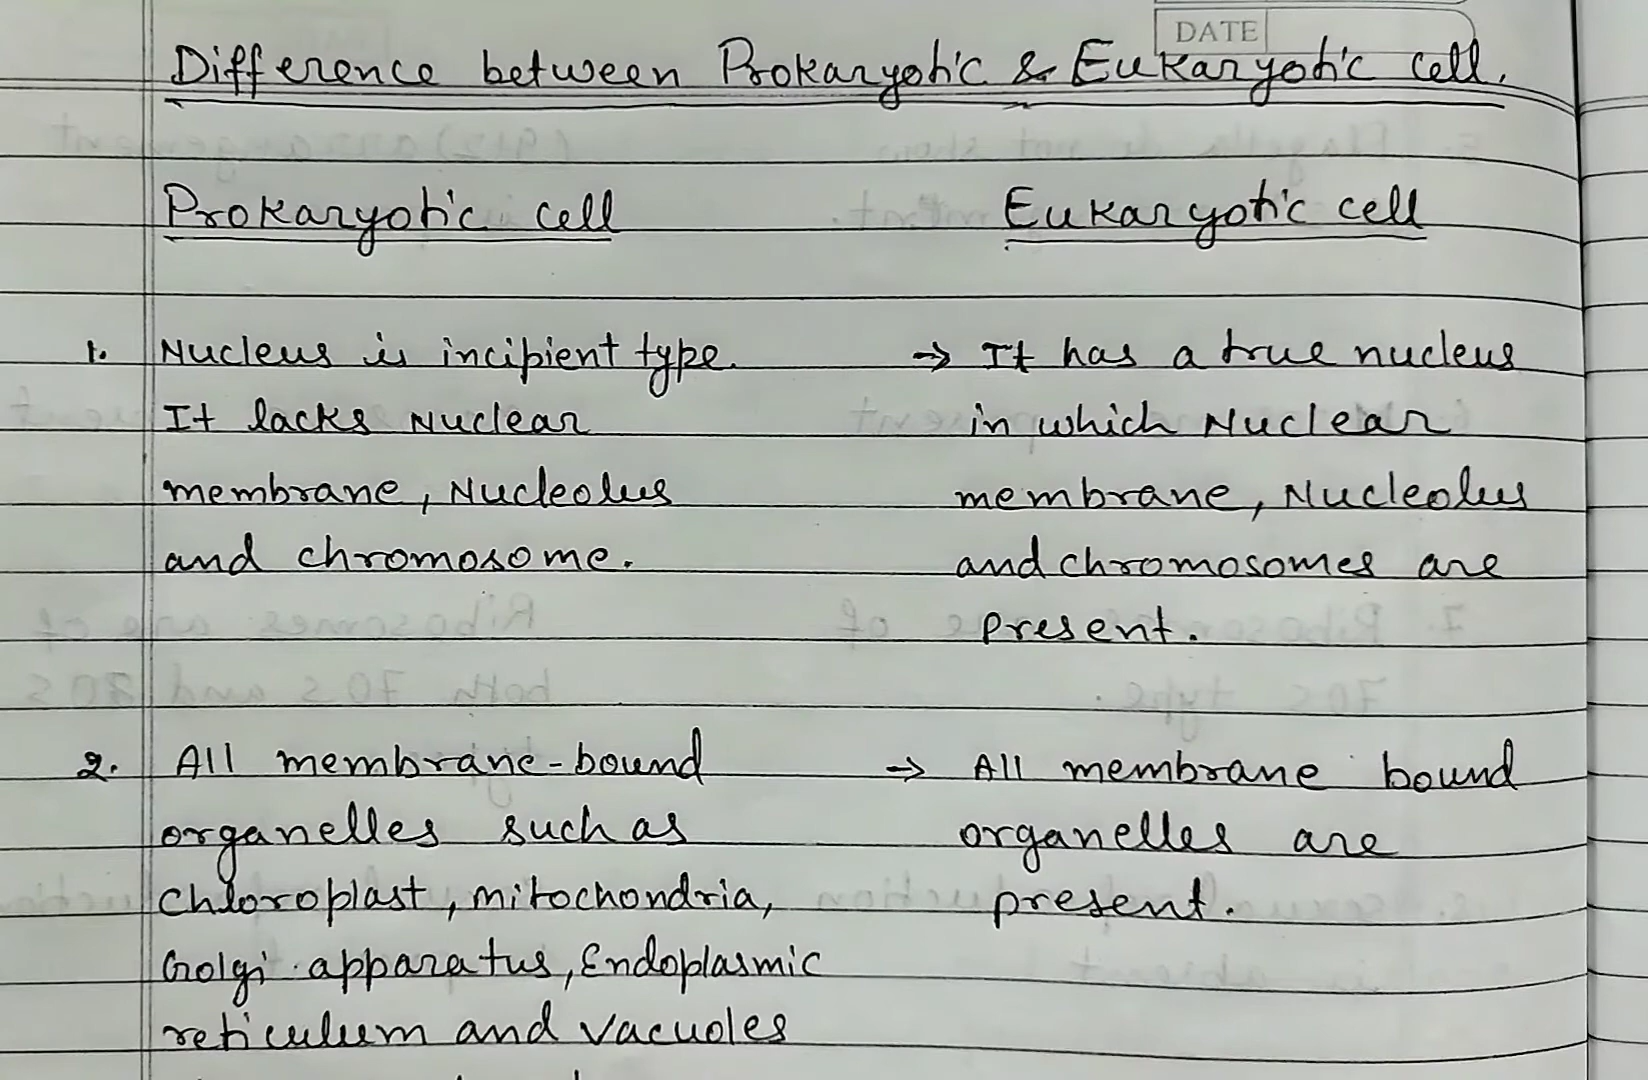 DATE
Difference between Prokaryotic & Eukaryotic cell.
Prokaryotic cell Eukaryotic cell
1. Nucleus is incipient type. → It has a true nucleus
It lacks Nuclear in which Nuclear
membrane, Nucleolus membrane, Nucleolus
and chromosome. and chromosomes are
present.
2. All membrane-bound → All membrane bound
organelles such as organelles are
chloroplast, mitochondria, present.
Golgi apparatus, Endoplasmic
reticulum and vacuoles